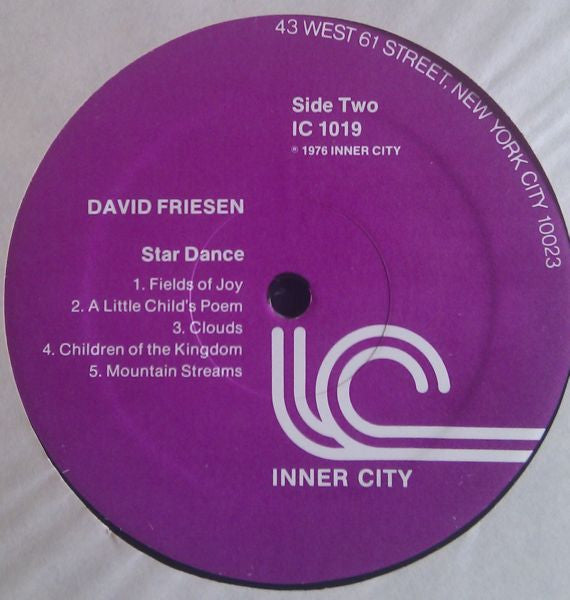 43 WEST 61 STREET, NEW YORK CITY 10023
Side Two
IC 1019
℗ 1976 INNER CITY
DAVID FRIESEN
Star Dance
1. Fields of Joy
2. A Little Child's Poem
3. Clouds
4. Children of the Kingdom
5. Mountain Streams
IC
INNER CITY